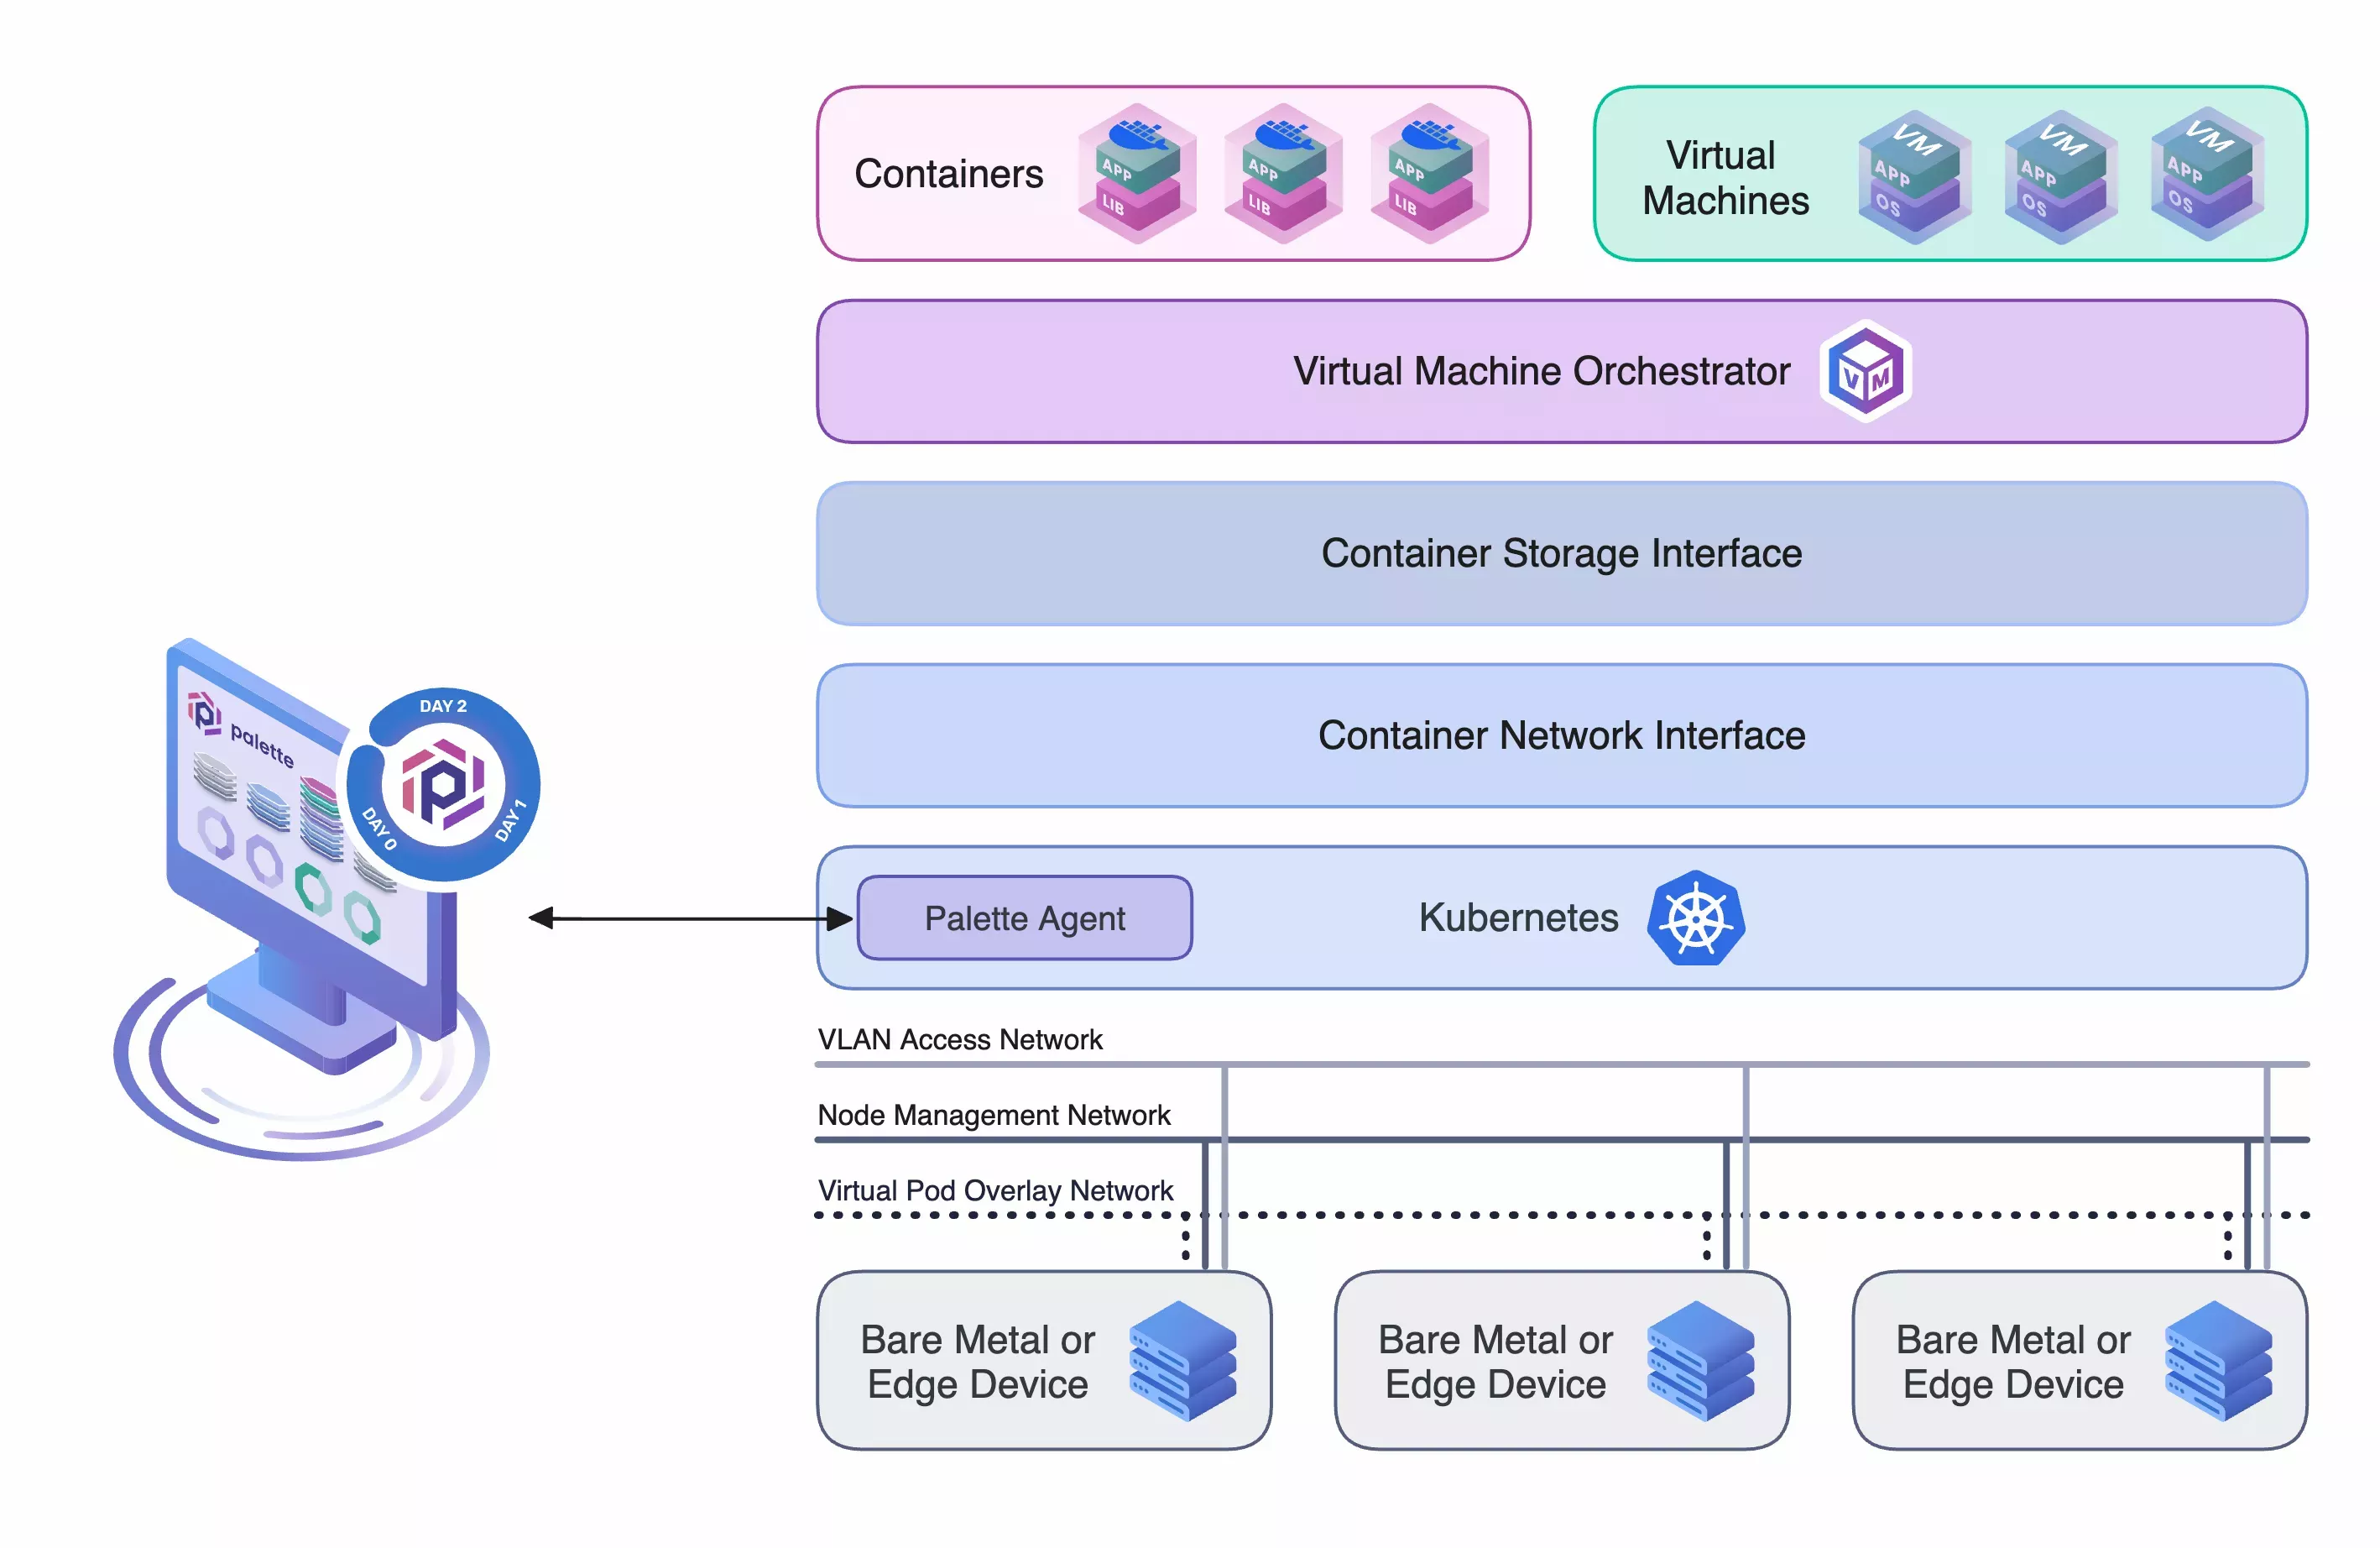 Containers
APP
LIB
APP
LIB
APP
LIB
Virtual
Machines
VM
APP
OS
VM
APP
OS
VM
APP
OS
Virtual Machine Orchestrator
V M
Container Storage Interface
Container Network Interface
palette
DAY 2
DAY 1
DAY 0
Palette Agent
Kubernetes
VLAN Access Network
Node Management Network
Virtual Pod Overlay Network
Bare Metal or
Edge Device
Bare Metal or
Edge Device
Bare Metal or
Edge Device